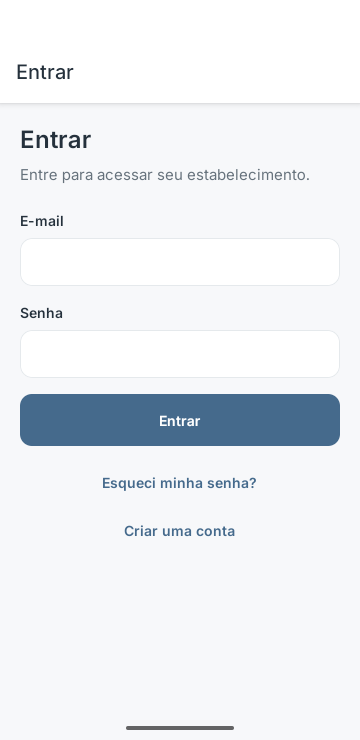 Entrar
Entrar
Entre para acessar seu estabelecimento.
E-mail
Senha
Entrar
Esqueci minha senha?
Criar uma conta